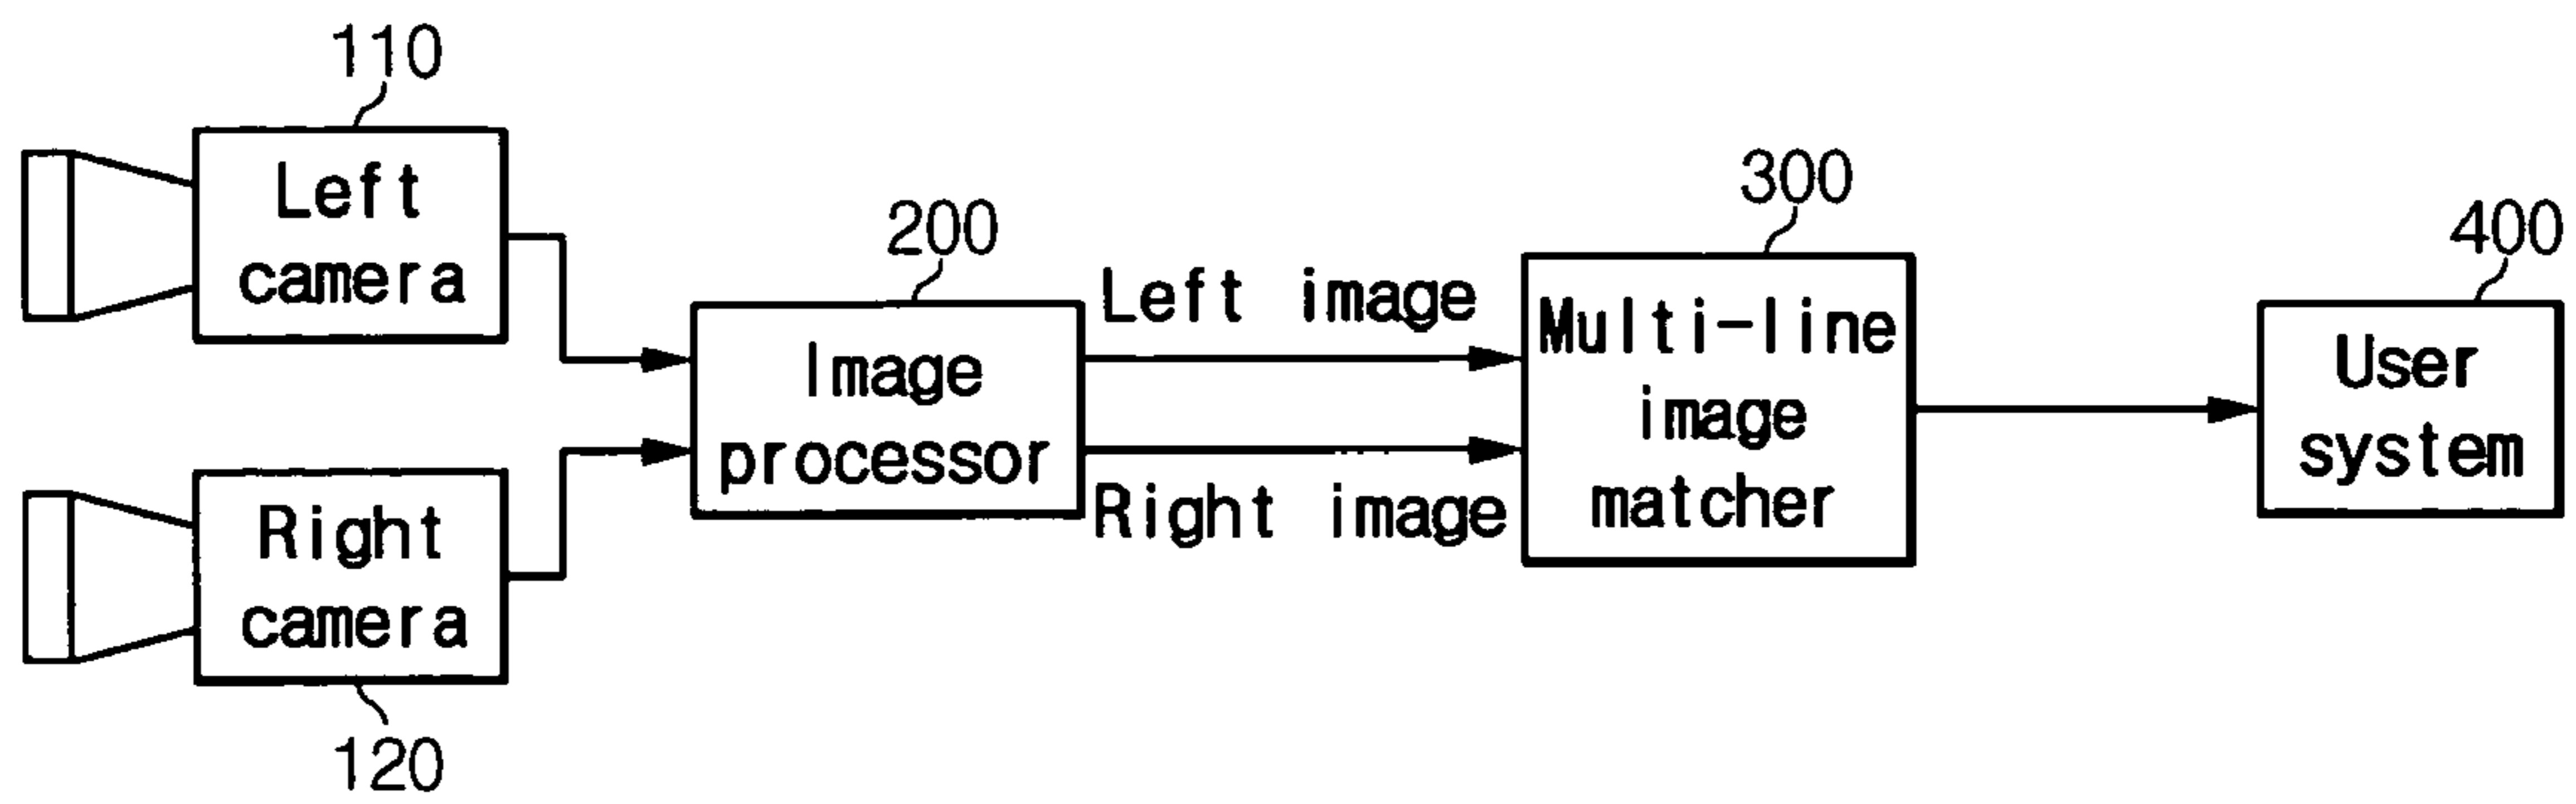 110
Left
camera
200
Image
processor
Left image
Right image
300
Multi-line
image
matcher
400
User
system
Right
camera
120